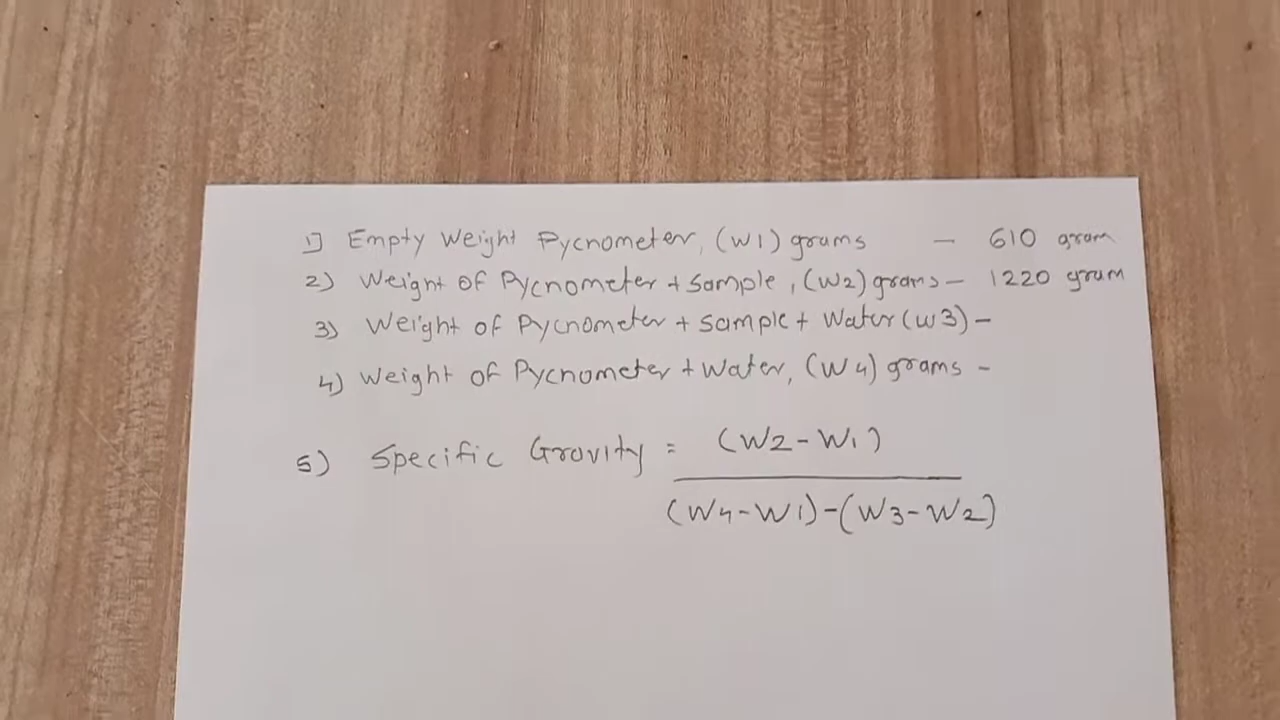 1) Empty Weight Pycnometer, (W1) grams - 610 gram
2) Weight of Pycnometer + Sample, (W2) grams - 1220 gram
3) Weight of Pycnometer + Sample + Water (W3) -
4) Weight of Pycnometer + Water, (W4) grams -
5) Specific Gravity = (W2-W1)
(W4-W1)-(W3-W2)